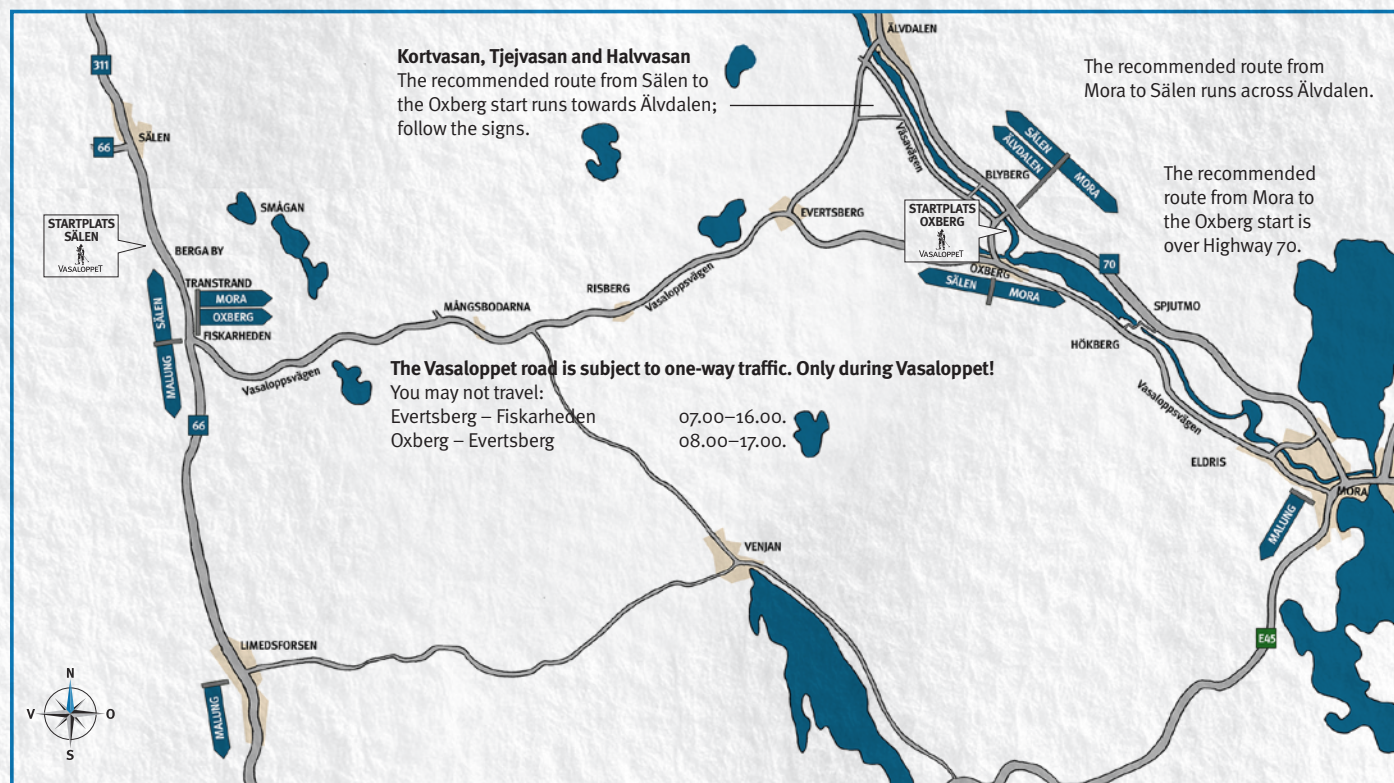 ÄLVDALEN
Kortvasan, Tjejvasan and Halvvasan
The recommended route from Sälen to
the Oxberg start runs towards Älvdalen;
follow the signs.
The recommended route from
Mora to Sälen runs across Älvdalen.
311
SÄLEN
66
Vasavägen
SÄLEN
ÄLVDALEN
MORA
BLYBERG
The recommended
route from Mora to
the Oxberg start is
over Highway 70.
STARTPLATS
SÄLEN
VASALOPPET
SMÅGAN
BERGA BY
EVERTSBERG
STARTPLATS
OXBERG
VASALOPPET
TRANSTRAND
MORA
OXBERG
FISKARHEDEN
SÄLEN
MALUNG
MÅNGSBODARNA
RISBERG
Vasaloppsvägen
OXBERG
SÄLEN
MORA
70
SPJUTMO
HÖKBERG
Vasaloppsvägen
The Vasaloppet road is subject to one-way traffic. Only during Vasaloppet!
You may not travel:
Evertsberg – Fiskarheden 07.00–16.00.
Oxberg – Evertsberg 08.00–17.00.
66
Vasaloppsvägen
ELDRIS
MORA
MALUNG
VENJAN
E45
LIMEDSFORSEN
MALUNG
N
V
O
S